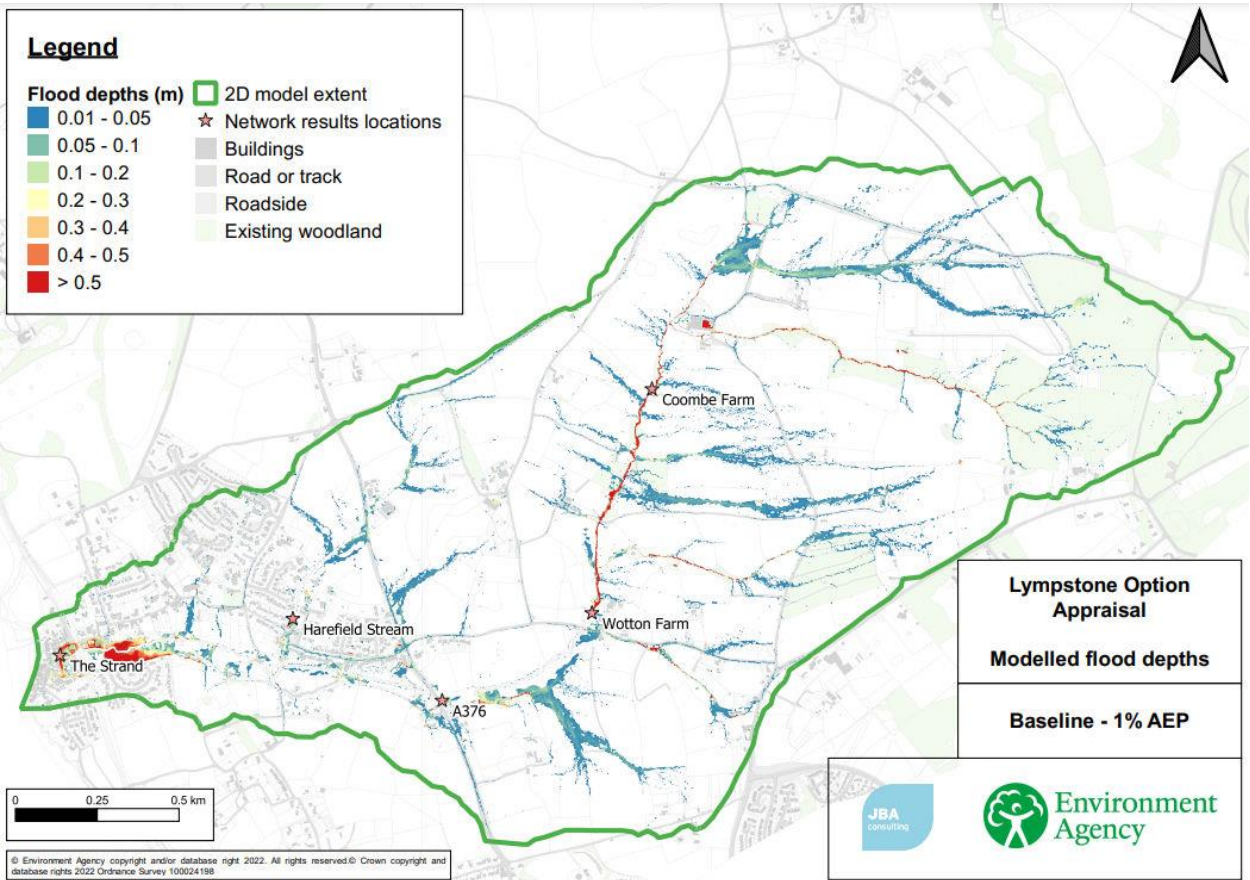 Legend
Flood depths (m)
0.01 - 0.05
0.05 - 0.1
0.1 - 0.2
0.2 - 0.3
0.3 - 0.4
0.4 - 0.5
> 0.5
2D model extent
Network results locations
Buildings
Road or track
Roadside
Existing woodland
Coombe Farm
Wotton Farm
Harefield Stream
The Strand
A376
Lympstone Option
Appraisal
Modelled flood depths
Baseline - 1% AEP
0 0.25 0.5 km
JBA
consulting
Environment
Agency
© Environment Agency copyright and/or database right 2022. All rights reserved.© Crown copyright and
database rights 2022 Ordnance Survey 100024198